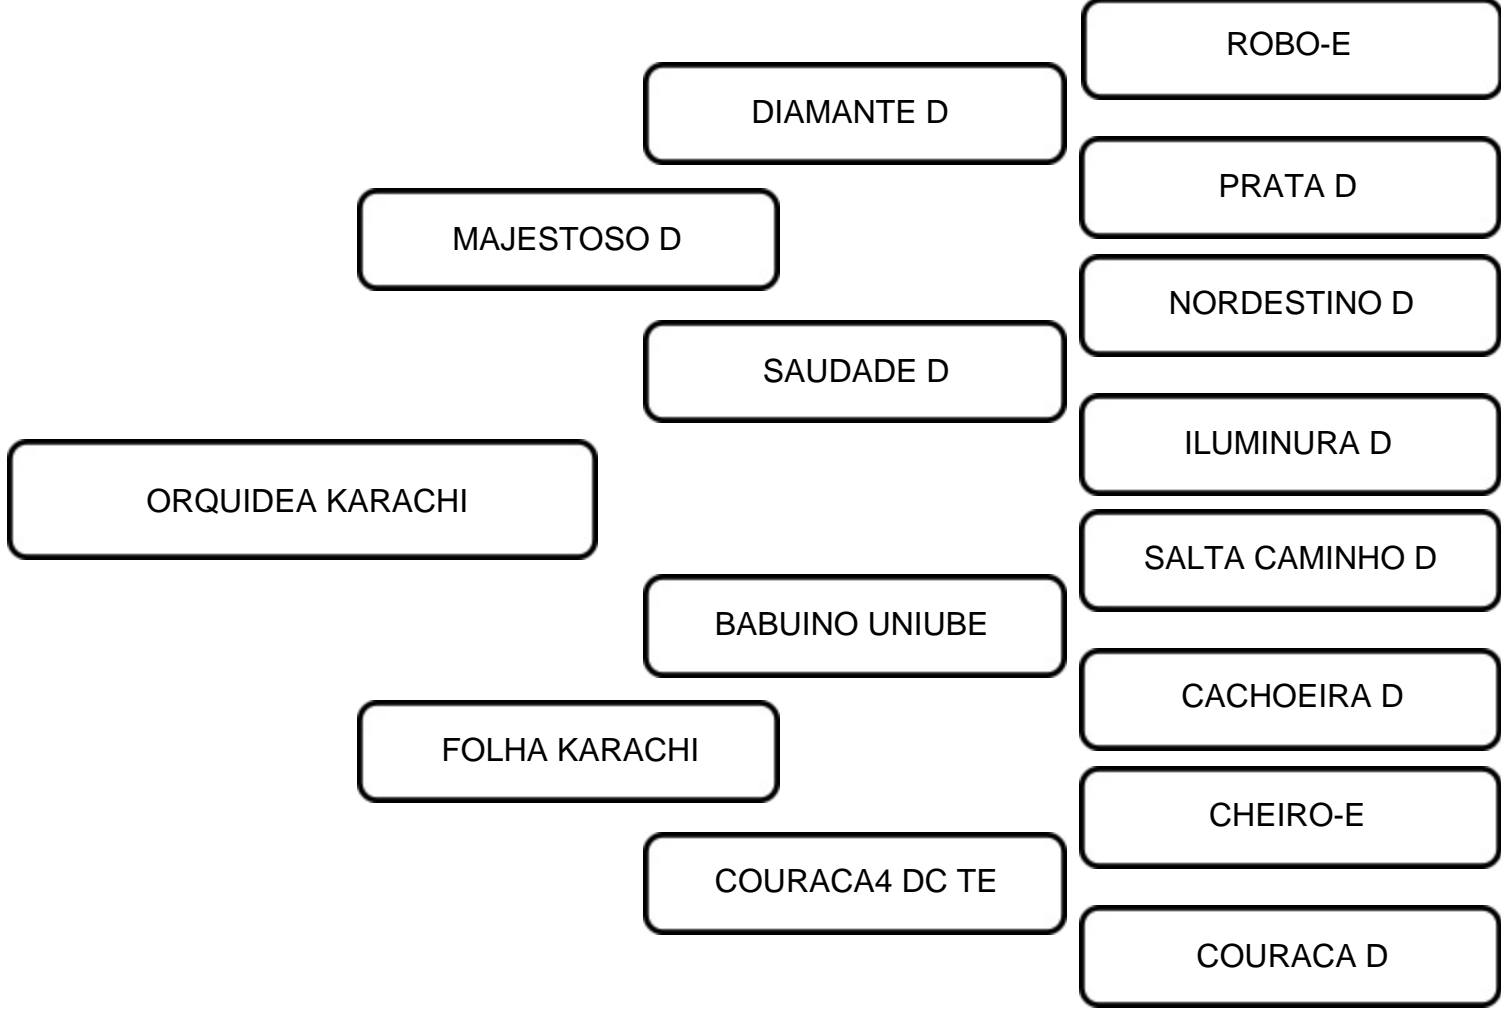 ROBO-E
DIAMANTE D
PRATA D
MAJESTOSO D
NORDESTINO D
SAUDADE D
ILUMINURA D
ORQUIDEA KARACHI
SALTA CAMINHO D
BABUINO UNIUBE
CACHOEIRA D
FOLHA KARACHI
CHEIRO-E
COURACA4 DC TE
COURACA D